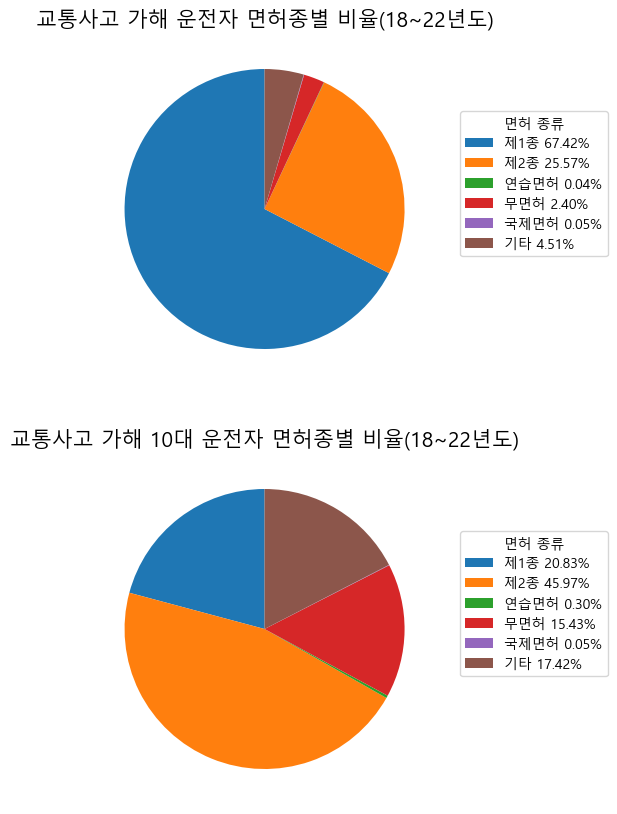 교통사고 가해 운전자 면허종별 비율(18~22년도)
면허 종류
제1종 67.42%
제2종 25.57%
연습면허 0.04%
무면허 2.40%
국제면허 0.05%
기타 4.51%
교통사고 가해 10대 운전자 면허종별 비율(18~22년도)
면허 종류
제1종 20.83%
제2종 45.97%
연습면허 0.30%
무면허 15.43%
국제면허 0.05%
기타 17.42%